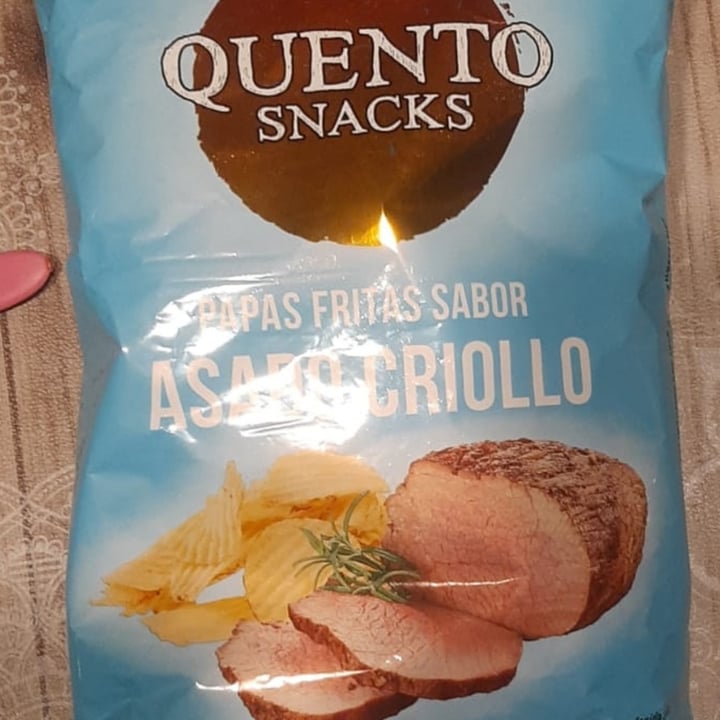 QUENTO
SNACKS
PAPAS FRITAS SABOR
ASADO CRIOLLO